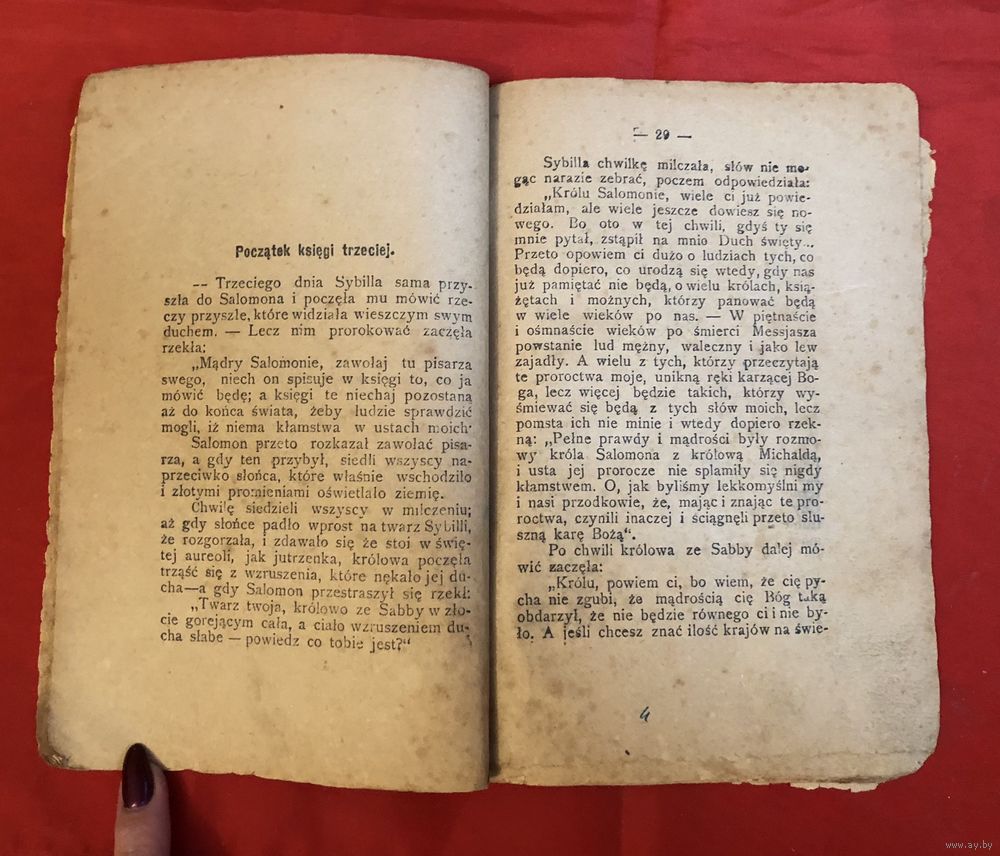 Początek księgi trzeciej.
-- Trzeciego dnia Sybilla sama przy-
szła do Salomona i poczęła mu mówić rze-
czy przyszłe, które widziała wieszczym swym
duchem. — Lecz nim prorokować zaczęła
rzekła:
„Mądry Salomonie, zawołaj tu pisarza
swego, niech on spisuje w księgi to, co ja
mówić będę; a księgi te niechaj pozostaną
aż do końca świata, żeby ludzie sprawdzić
mogli, iż niema kłamstwa w ustach moich·
Salomon przeto rozkazał zawołać pisa-
rza, a gdy ten przybył, siedli wszyscy na-
przeciwko słońca, które właśnie wschodziło
i złotymi promieniami oświetlało ziemię.
Chwilę siedzieli wszyscy w milczeniu;
aż gdy słońce padło wprost na twarz Sybilli,
że rozgorzała, i zdawało się że stoi w świę-
tej aureoli, jak jutrzenka, królowa poczęła
trząść się z wzruszenia, które nękało jej du-
cha—a gdy Salomon przestraszył się rzekł:
„Twarz twoja, królowo ze Sabby w zło-
cie gorejącym cała, a ciało wzruszeniem du-
cha słabe — powiedz co tobie jest?“
— 29 —
Sybilla chwilkę milczała, słów nie mo-
gąc narazie zebrać, poczem odpowiedziała:
„Królu Salomonie, wiele ci już powie-
działam, ale wiele jeszcze dowiesz się no-
wego. Bo oto w tej chwili, gdyś ty się
mnie pytał, zstąpił na mnie Duch święty...
Przeto opowiem ci dużo o ludziach tych, co
będą dopiero, co urodzą się wtedy, gdy nas
już pamiętać nie będą, o wielu królach, ksią-
żętach i możnych, którzy panować będą
w wiele wieków po nas. — W piętnaście
i ośmnaście wieków po śmierci Messjasza
powstanie lud mężny, waleczny i jako lew
zajadły. A wielu z tych, którzy przeczytają
te proroctwa moje, unikną ręki karzącej Bo-
ga, lecz więcej będzie takich, którzy wy-
śmiewać się będą z tych słów moich, lecz
pomsta ich nie minie i wtedy dopiero rzek-
ną: „Pełne prawdy i mądrości były rozmo-
wy króla Salomona z królową Michaldą,
i usta jej prorocze nie splamiły się nigdy
kłamstwem. O, jak byliśmy lekkomyślni my
i nasi przodkowie, że, mając i znając te pro-
roctwa, czynili inaczej i ściągnęli przeto słu-
szną karę Bożą“.
Po chwili królowa ze Sabby dalej mó-
wić zaczęła:
„Królu, powiem ci, bo wiem, że cię py-
cha nie zgubi, że mądrością cię Bóg taką
obdarzył, że nie będzie równego ci i nie by-
ło. A jeśli chcesz znać ilość krajów na świe-
4
www.ay.by